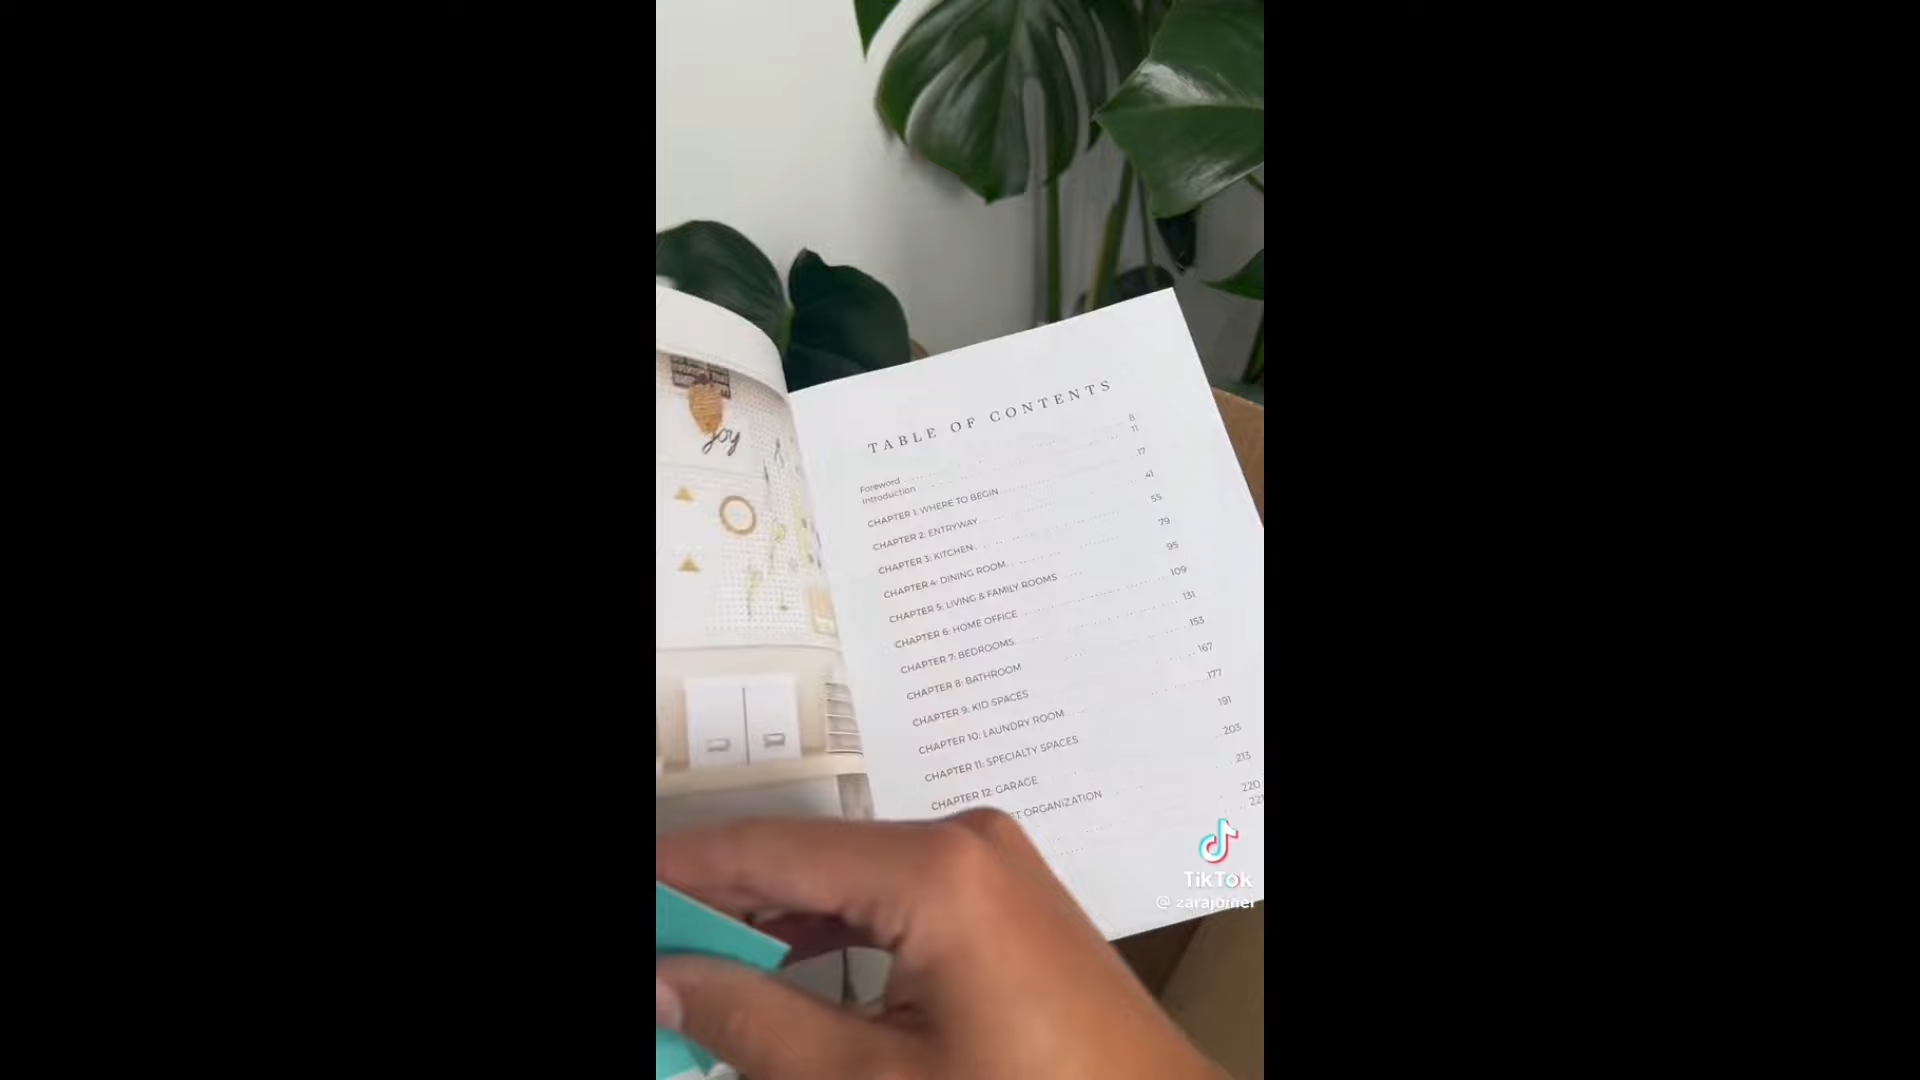 Joy
TABLE OF CONTENTS
Foreword 8
Introduction 11
CHAPTER 1: WHERE TO BEGIN 17
CHAPTER 2: ENTRYWAY 41
CHAPTER 3: KITCHEN 55
CHAPTER 4: DINING ROOM 79
CHAPTER 5: LIVING & FAMILY ROOMS 95
CHAPTER 6: HOME OFFICE 109
CHAPTER 7: BEDROOMS 131
CHAPTER 8: BATHROOM 153
CHAPTER 9: KID SPACES 167
CHAPTER 10: LAUNDRY ROOM 177
CHAPTER 11: SPECIALTY SPACES 191
CHAPTER 12: GARAGE 203
ORGANIZATION 213
220
TikTok
@ zarajoiner